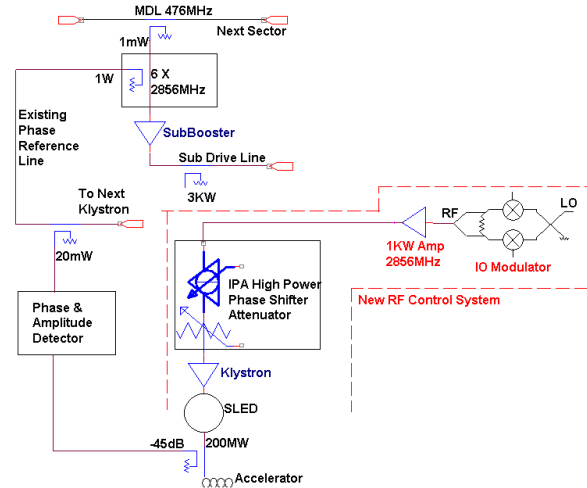 MDL 476MHz
Next Sector
1mW
1W
6 X
2856MHz
Existing
Phase
Reference
Line
SubBooster
Sub Drive Line
3KW
To Next
Klystron
20mW
RF
LO
1KW Amp
2856MHz
IO Modulator
IPA High Power
Phase Shifter
Attenuator
New RF Control System
Phase &
Amplitude
Detector
Klystron
SLED
-45dB
200MW
Accelerator